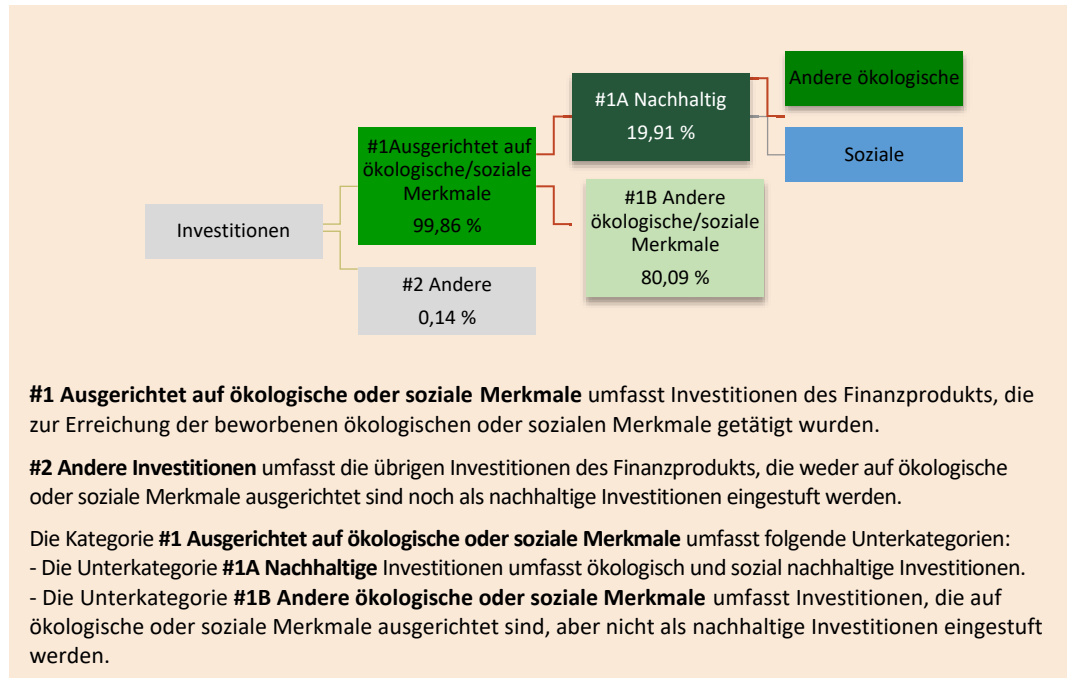 Andere ökologische
#1A Nachhaltig
19,91 %
#1Ausgerichtet auf
ökologische/soziale
Merkmale
99,86 %
Soziale
#1B Andere
ökologische/soziale
Merkmale
80,09 %
Investitionen
#2 Andere
0,14 %
#1 Ausgerichtet auf ökologische oder soziale Merkmale umfasst Investitionen des Finanzprodukts, die
zur Erreichung der beworbenen ökologischen oder sozialen Merkmale getätigt wurden.
#2 Andere Investitionen umfasst die übrigen Investitionen des Finanzprodukts, die weder auf ökologische
oder soziale Merkmale ausgerichtet sind noch als nachhaltige Investitionen eingestuft werden.
Die Kategorie #1 Ausgerichtet auf ökologische oder soziale Merkmale umfasst folgende Unterkategorien:
- Die Unterkategorie #1A Nachhaltige Investitionen umfasst ökologisch und sozial nachhaltige Investitionen.
- Die Unterkategorie #1B Andere ökologische oder soziale Merkmale umfasst Investitionen, die auf
ökologische oder soziale Merkmale ausgerichtet sind, aber nicht als nachhaltige Investitionen eingestuft
werden.